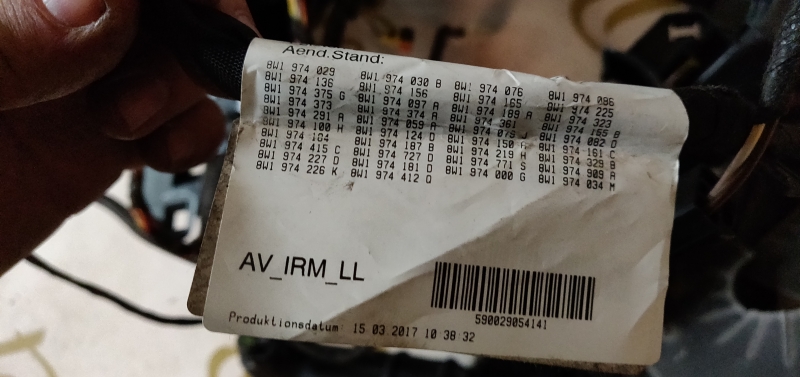 Aend.Stand:
8W1 974 029 8W1 974 030 B 8W1 974 076 8W1 974 086
8W1 974 136 8W1 974 156 8W1 974 165 8W1 974 225
8W1 974 375 G 8W1 974 097 A 8W1 974 189 A 8W1 974 323
8W1 974 373 8W1 974 374 A 8W1 974 361 8W1 974 765 B
8W1 974 291 A 8W1 974 659 A 8W1 974 079 8W1 974 082 D
8W1 974 100 H 8W1 974 124 D 8W1 974 150 8W1 974 161 C
8W1 974 164 8W1 974 187 B 8W1 974 219 8W1 974 329 B
8W1 974 415 C 8W1 974 727 D 8W1 974 771 S 8W1 974 909 A
8W1 974 227 D 8W1 974 181 D 8W1 974 000 G 8W1 974 034 M
8W1 974 226 K 8W1 974 412 Q
AV_IRM_LL
590029054141
Produktionsdatum: 15 03 2017 10 38 32